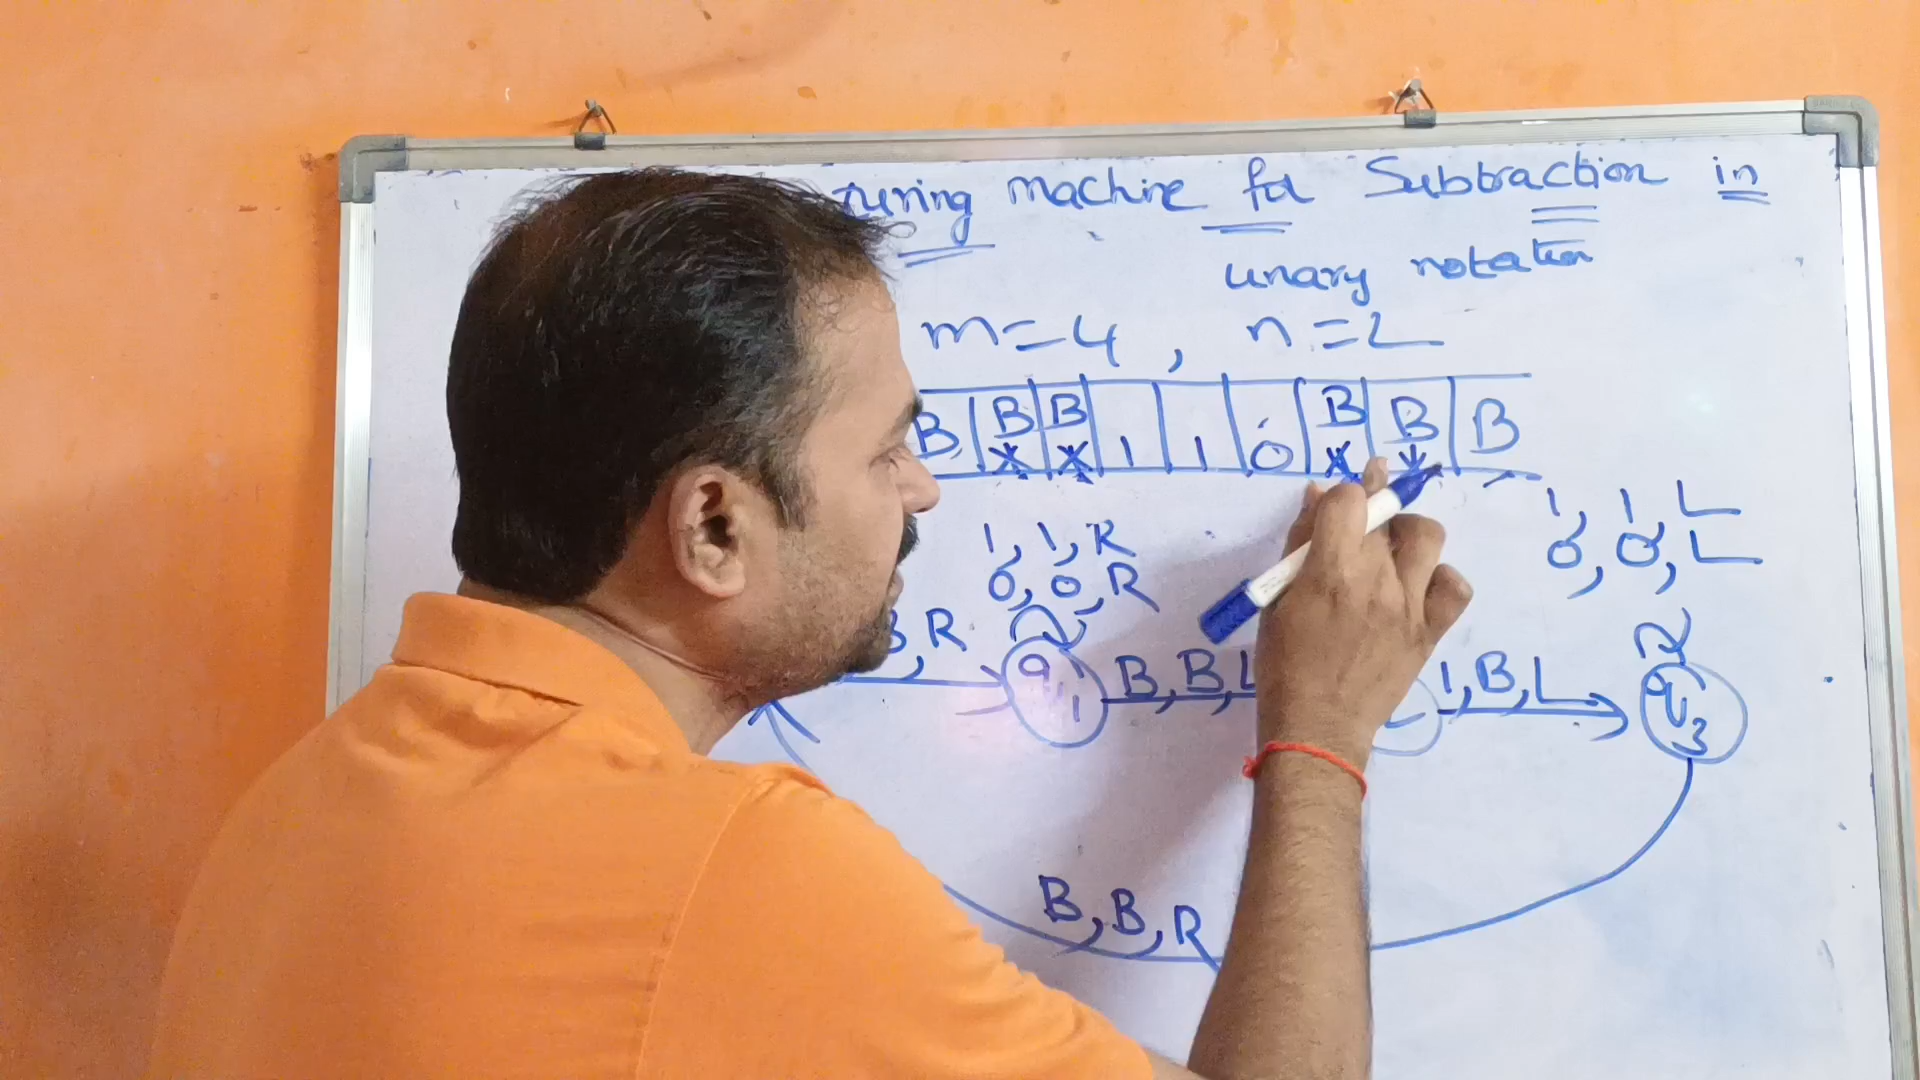 turing machine for Subtraction in
unary notation
m=4, n=2
B B B 1 1 0 B B B
1, 1, R
0, 0, R
1, 1, L
0, 0, L
B, R
q1
B, B, L
1, B, L
q3
B, B, R